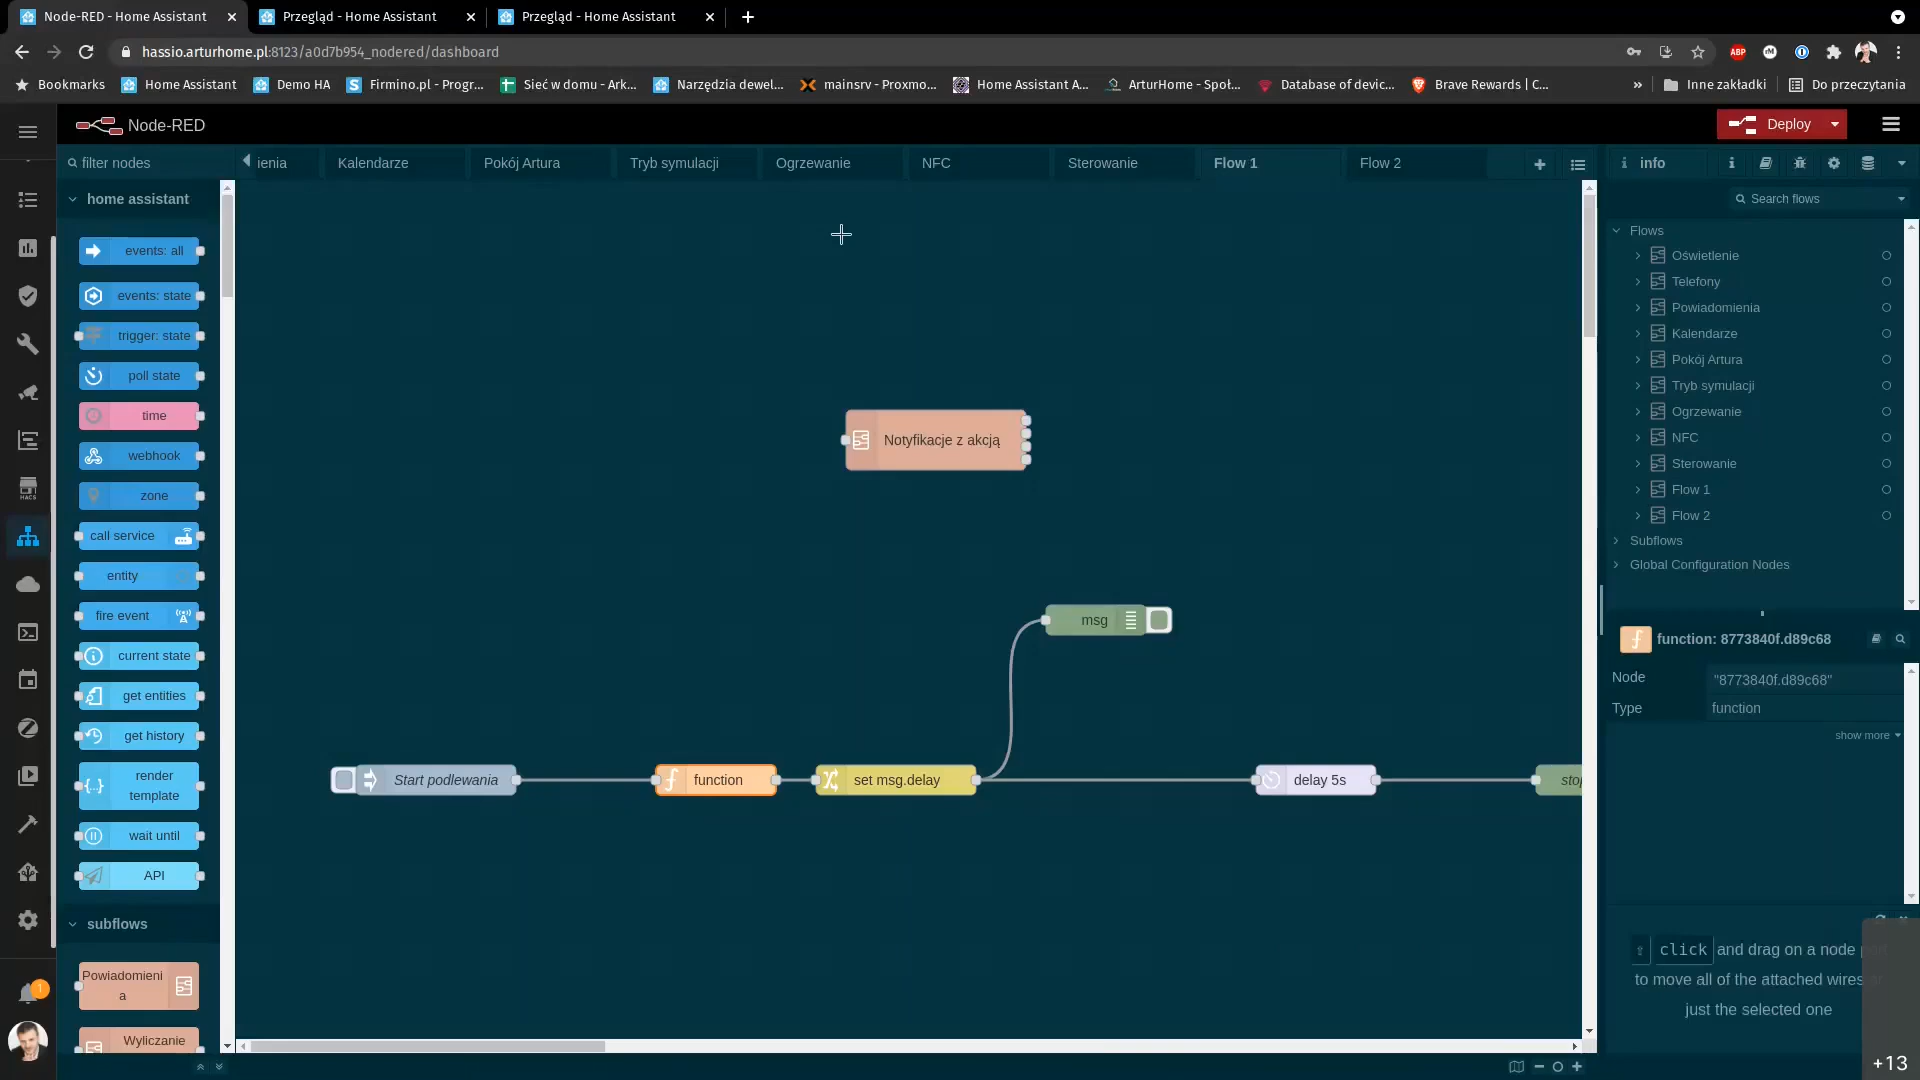 Node-RED - Home Assistant
Przegląd - Home Assistant
Przegląd - Home Assistant
hassio.arturhome.pl:8123/a0d7b954_nodered/dashboard
ABP
Bookmarks
Home Assistant
Demo HA
Firmino.pl - Progr...
Sieć w domu - Ark...
Narzędzia dewel...
mainsrv - Proxmo...
Home Assistant A...
ArturHome - Społ...
Database of devic...
Brave Rewards | C...
»
Inne zakładki
Do przeczytania
Node-RED
Deploy
filter nodes
ienia
Kalendarze
Pokój Artura
Tryb symulacji
Ogrzewanie
NFC
Sterowanie
Flow 1
Flow 2
info
home assistant
events: all
events: state
trigger: state
poll state
time
webhook
zone
call service
entity
fire event
current state
get entities
get history
render
template
wait until
API
subflows
Powiadomieni
a
Wyliczanie
HACS
1
Notyfikacje z akcją
msg
Start podlewania
function
set msg.delay
delay 5s
stop
Search flows
Flows
Oświetlenie
Telefony
Powiadomienia
Kalendarze
Pokój Artura
Tryb symulacji
Ogrzewanie
NFC
Sterowanie
Flow 1
Flow 2
Subflows
Global Configuration Nodes
function: 8773840f.d89c68
Node
"8773840f.d89c68"
Type
function
show more
click and drag on a node
to move all of the attached wires
just the selected one
+13